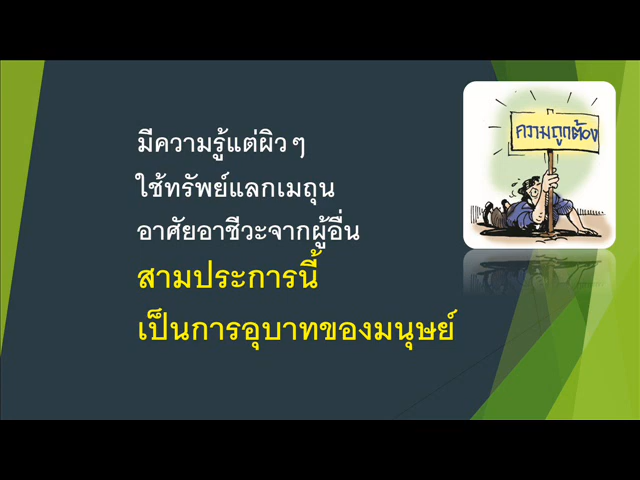 มีความรู้แต่ผิวๆ
ใช้ทรัพย์แลกเมถุน
อาศัยอาชีวะจากผู้อื่น
สามประการนี้
เป็นการอุบาทของมนุษย์
ความถูกต้อง